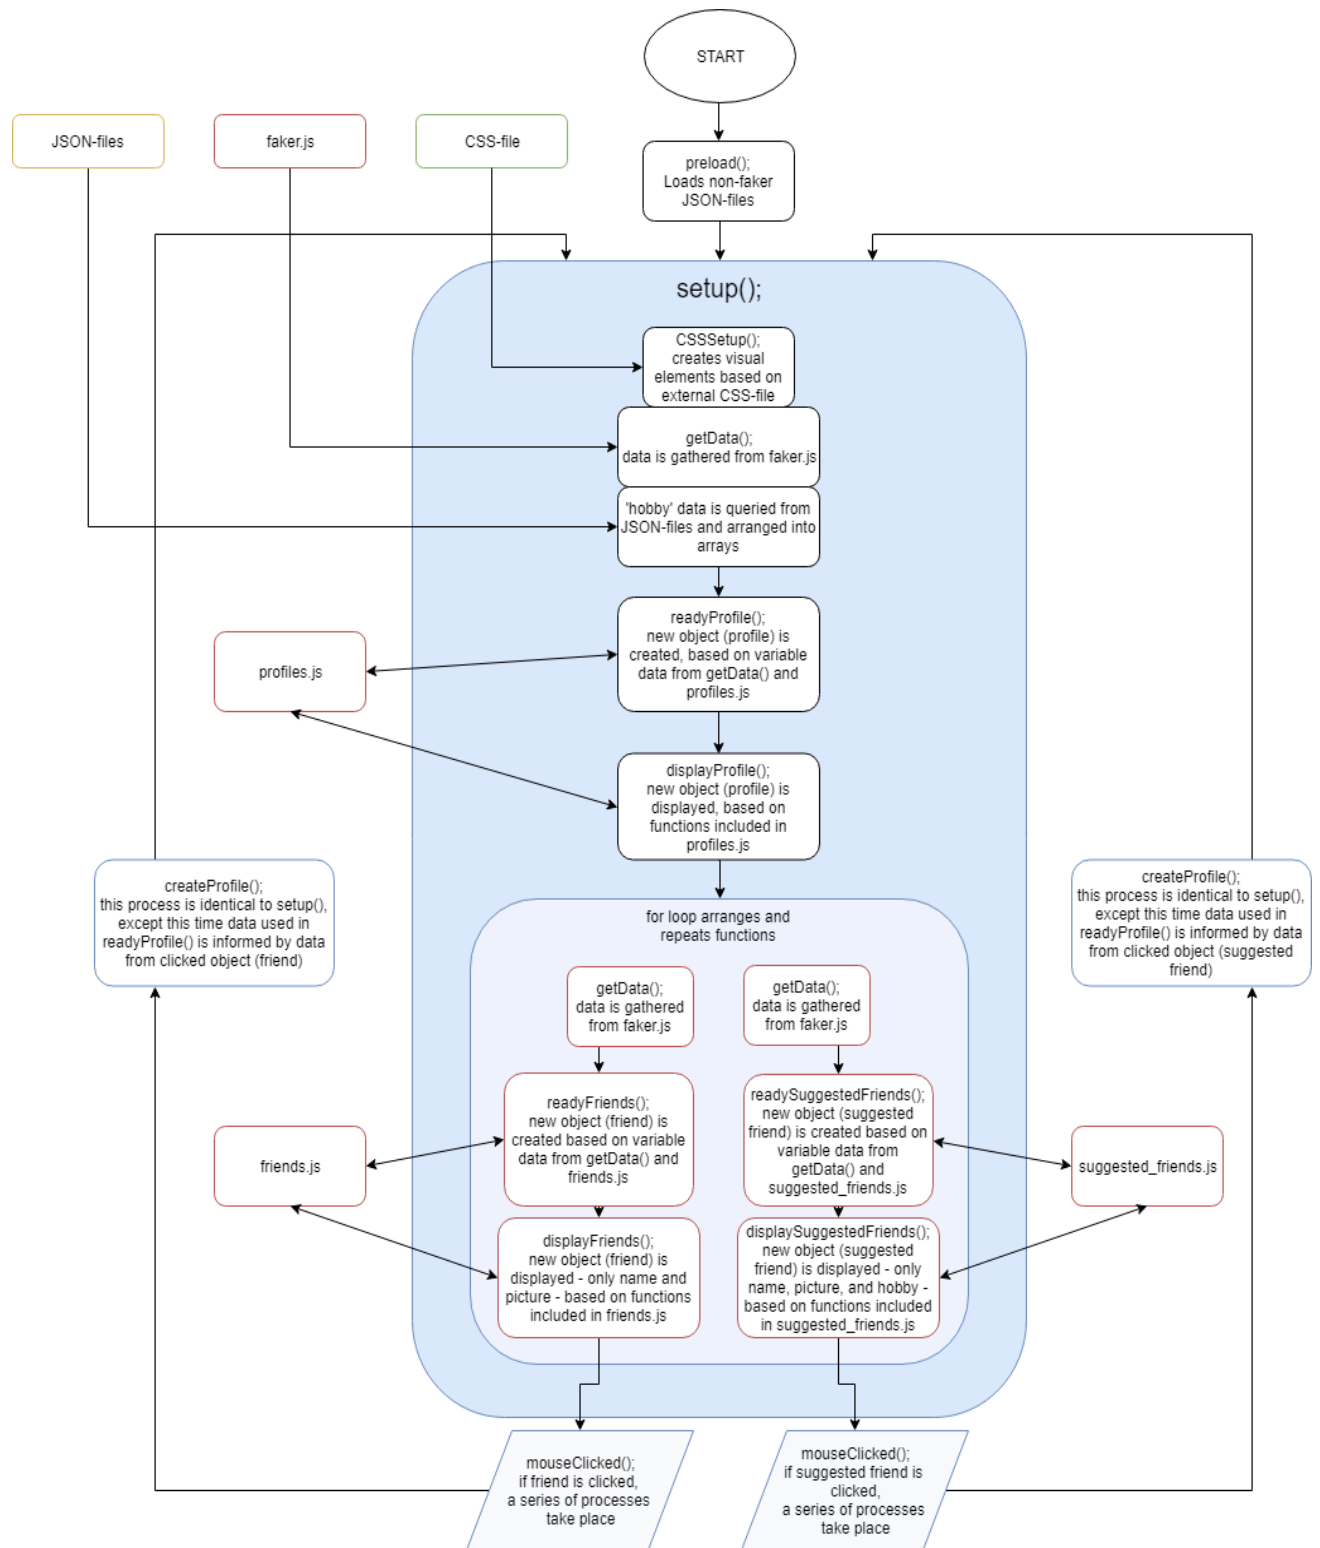 START
JSON-files
faker.js
CSS-file
preload();
Loads non-faker
JSON-files
setup();
CSSSetup();
creates visual
elements based on
external CSS-file
getData();
data is gathered from faker.js
'hobby' data is queried from
JSON-files and arranged into
arrays
readyProfile();
new object (profile) is
created, based on variable
data from getData() and
profiles.js
profiles.js
displayProfile();
new object (profile) is
displayed, based on
functions included in
profiles.js
createProfile();
this process is identical to setup(),
except this time data used in
readyProfile() is informed by data
from clicked object (friend)
createProfile();
this process is identical to setup(),
except this time data used in
readyProfile() is informed by data
from clicked object (suggested
friend)
for loop arranges and
repeats functions
getData();
data is gathered
from faker.js
getData();
data is gathered
from faker.js
readyFriends();
new object (friend) is
created based on variable
data from getData() and
friends.js
readySuggestedFriends();
new object (suggested
friend) is created based on
variable data from
getData() and
suggested_friends.js
friends.js
suggested_friends.js
displayFriends();
new object (friend) is
displayed - only name and
picture - based on functions
included in friends.js
displaySuggestedFriends();
new object (suggested
friend) is displayed - only
name, picture, and hobby -
based on functions included
in suggested_friends.js
mouseClicked();
if friend is clicked,
a series of processes
take place
mouseClicked();
if suggested friend is
clicked,
a series of processes
take place